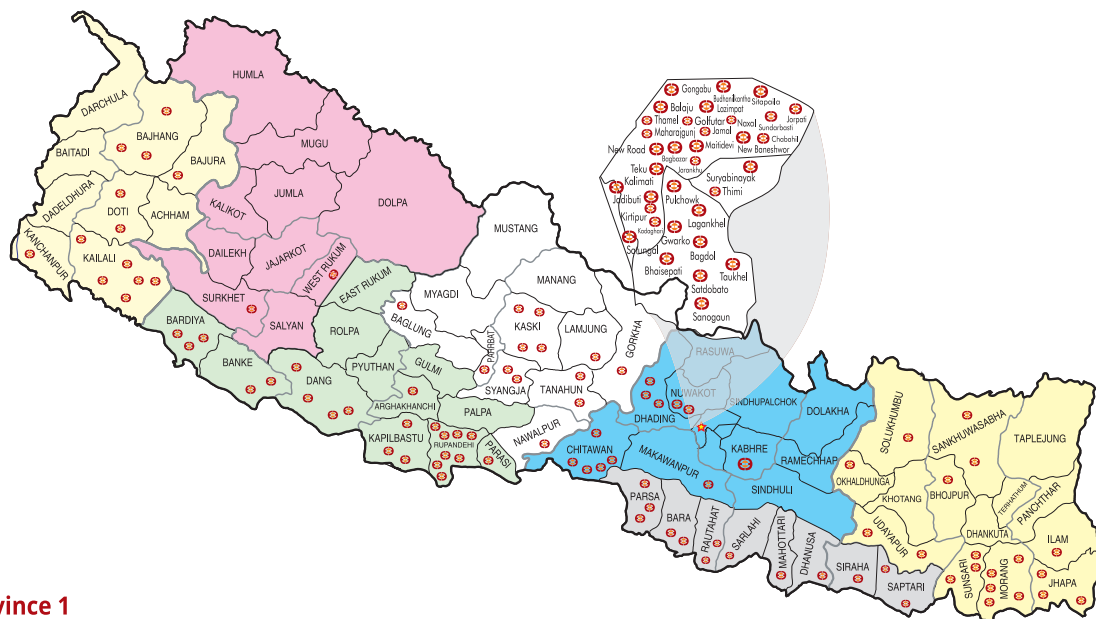 HUMLA
DARCHULA
BAJHANG
BAITADI
BAJURA
MUGU
DADELDHURA
DOTI
ACHHAM
KALIKOT
JUMLA
DOLPA
KANCHANPUR
KAILALI
DAILEKH
JAJARKOT
WEST RUKUM
SURKHET
SALYAN
EAST RUKUM
BARDIYA
BANKE
DANG
ROLPA
PYUTHAN
GULMI
ARGHAKHANCHI
PALPA
KAPILBASTU
RUPANDEHI
PARASI
MUSTANG
MANANG
MYAGDI
BAGLUNG
PARRBAT
KASKI
LAMJUNG
GORKHA
SYANGJA
TANAHUN
NAWALPUR
Gongabu
Budhanilkantha
Sitapaila
Balaju
Lazimpat
Jorpati
Thamel
Golfutar
Naxal
Sundarbasti
Maharajgunj
Jamal
Chabahil
New Road
Bagbazar
Maitidevi
New Baneshwor
Jorankhu
Teku
Suryabinayak
Kalimati
Pulchowk
Thimi
Jadibuti
Lagankhel
Kirtipur
Kadaghari
Gwarko
Satungal
Bagdol
Bhaisepati
Taukhel
Satdobato
Sanogaun
RASUWA
NUWAKOT
SINDHUPALCHOK
DHADING
DOLAKHA
CHITAWAN
MAKAWANPUR
KABHRE
RAMECHHAP
SINDHULI
PARSA
BARA
RAUTAHAT
SARLAHI
MAHOTTARI
DHANUSA
SIRAHA
SAPTARI
SOLUKHUMBU
SANKHUWASABHA
TAPLEJUNG
OKHALDHUNGA
KHOTANG
BHOJPUR
TERHATHUM
PANCHTHAR
UDAYAPUR
DHANKUTA
ILAM
SUNSARI
MORANG
JHAPA
vince 1